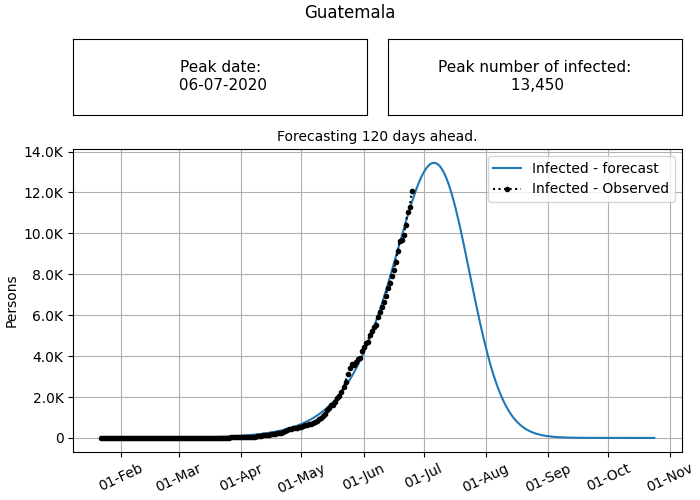 Guatemala
Peak date:
06-07-2020
Peak number of infected:
13,450
Forecasting 120 days ahead.
14.0K
12.0K
10.0K
8.0K
6.0K
4.0K
2.0K
0
Persons
Infected - forecast
Infected - Observed
01-Feb
01-Mar
01-Apr
01-May
01-Jun
01-Jul
01-Aug
01-Sep
01-Oct
01-Nov